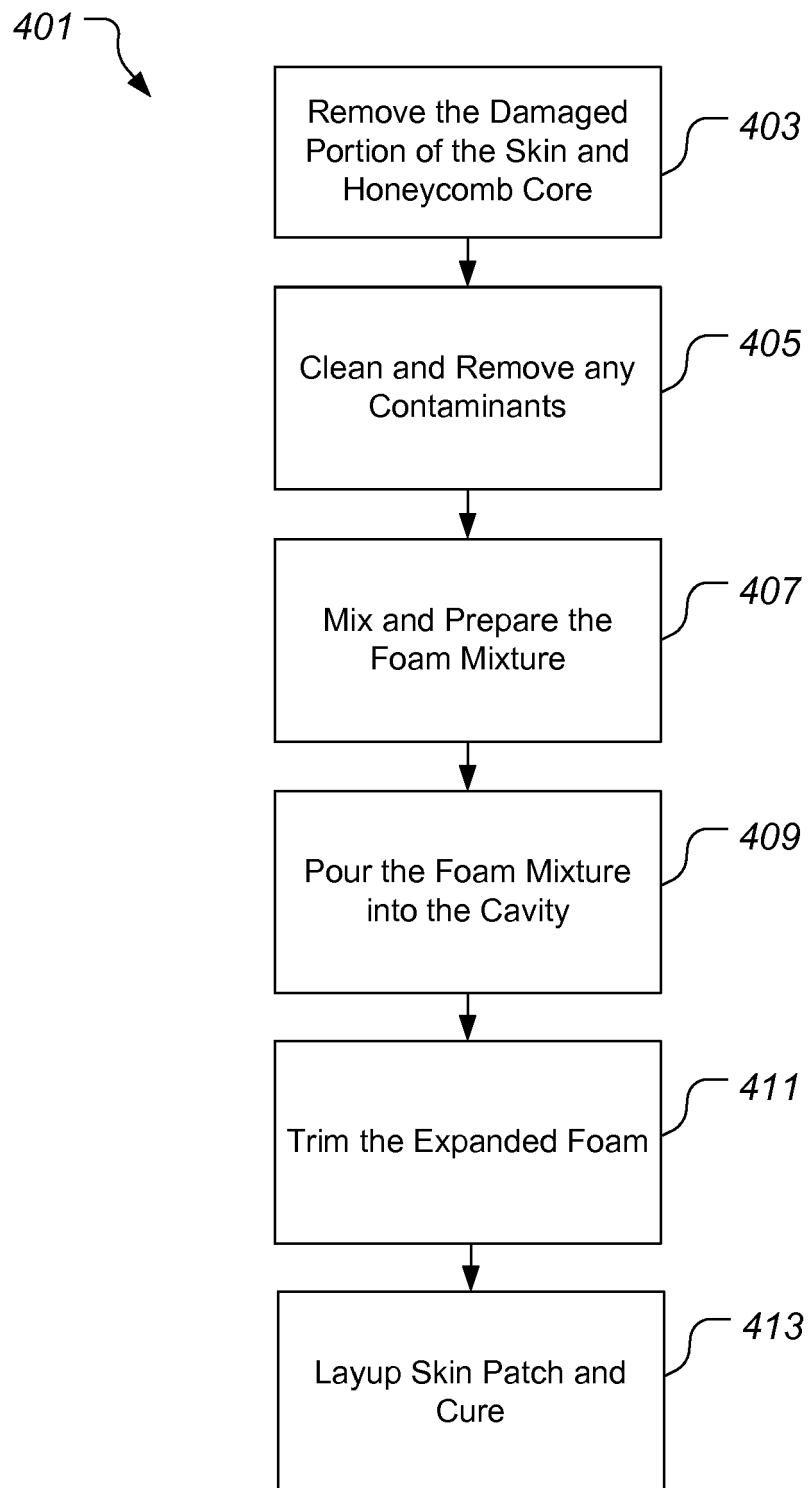 401
Remove the Damaged
Portion of the Skin and
Honeycomb Core
403
Clean and Remove any
Contaminants
405
Mix and Prepare the
Foam Mixture
407
Pour the Foam Mixture
into the Cavity
409
Trim the Expanded Foam
411
Layup Skin Patch and
Cure
413